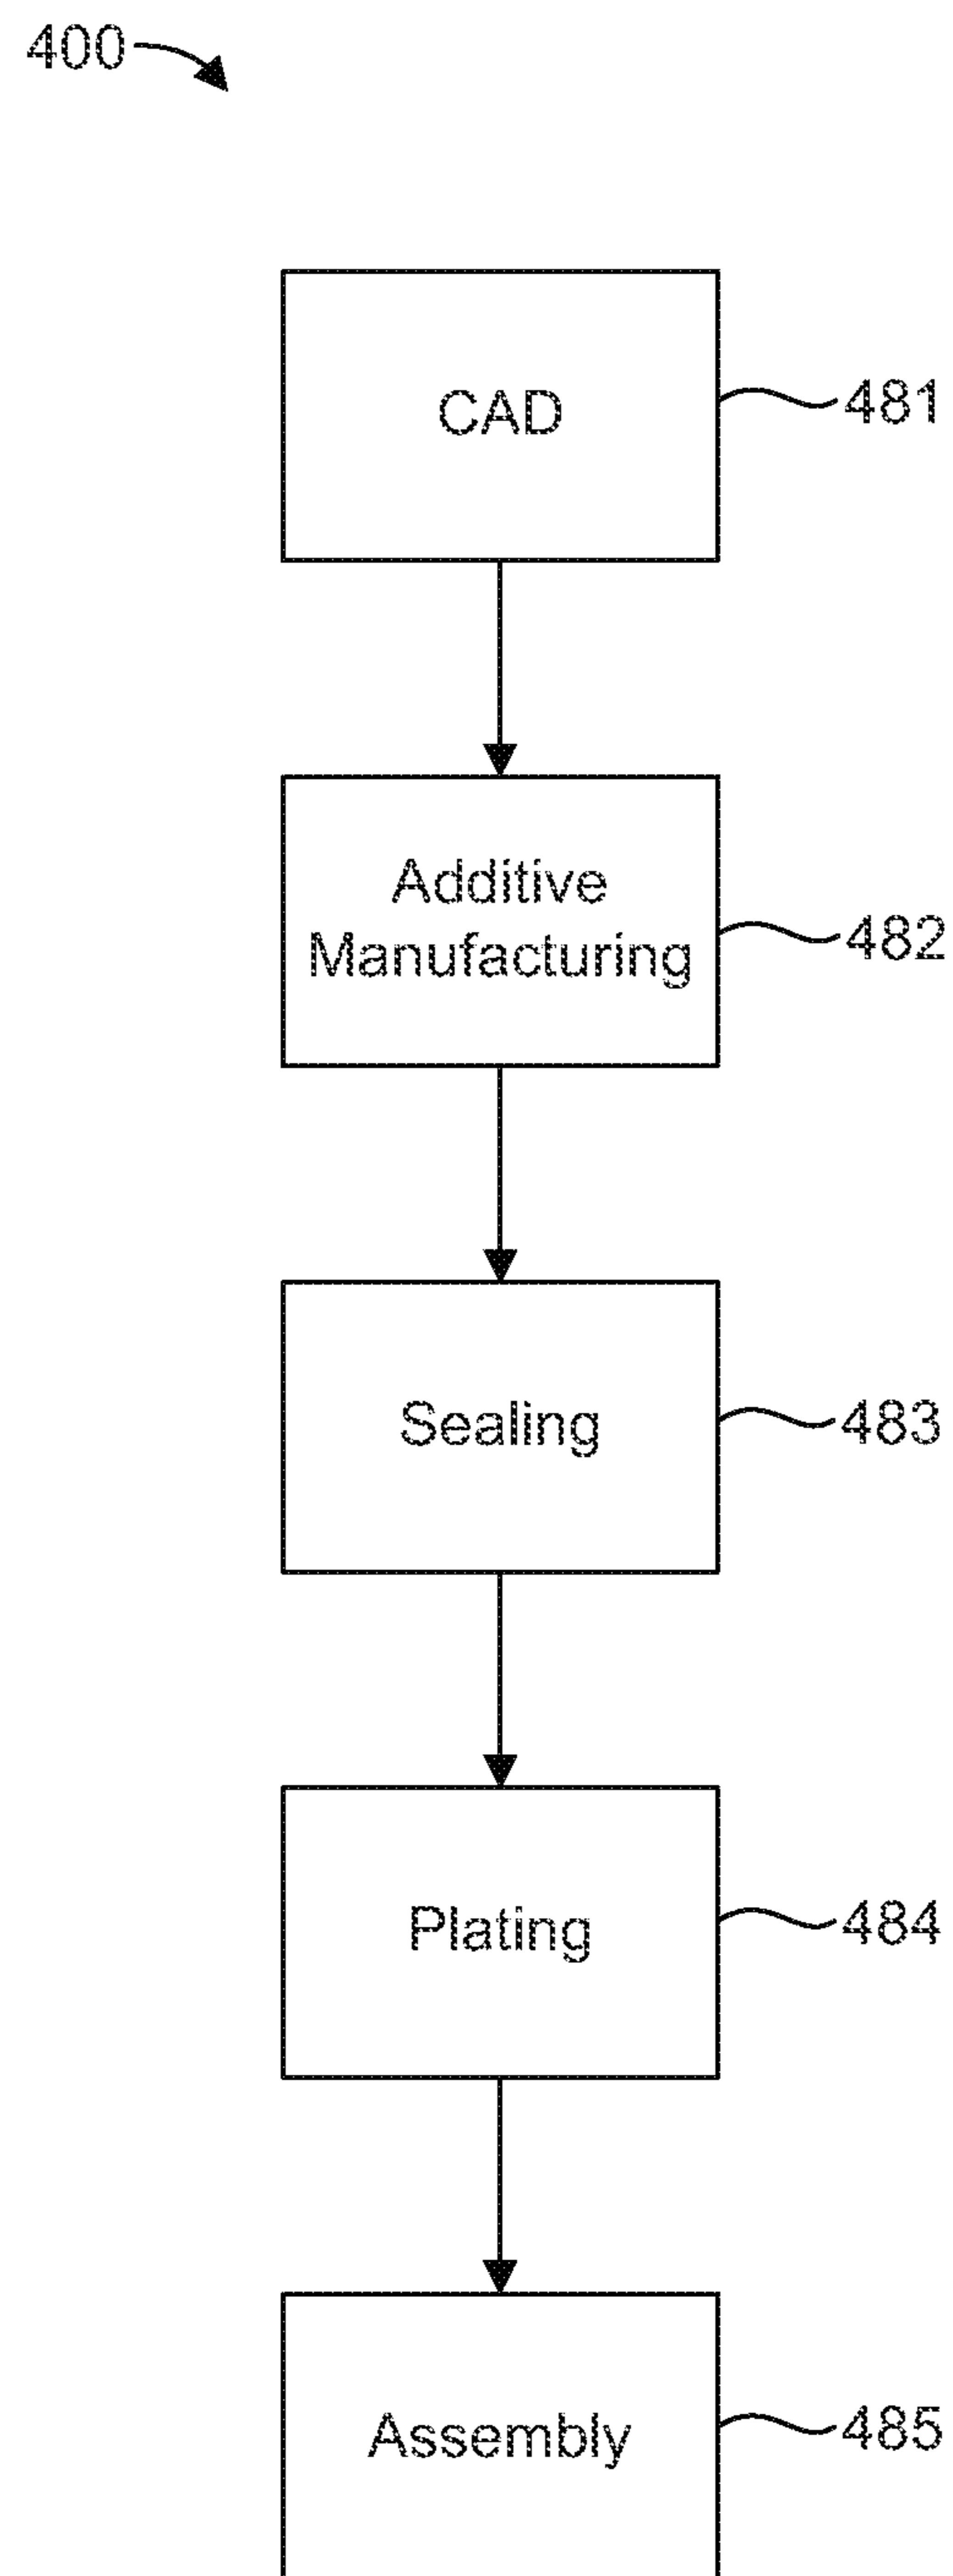 400
CAD
481
Additive
Manufacturing
482
Sealing
483
Plating
484
Assembly
485